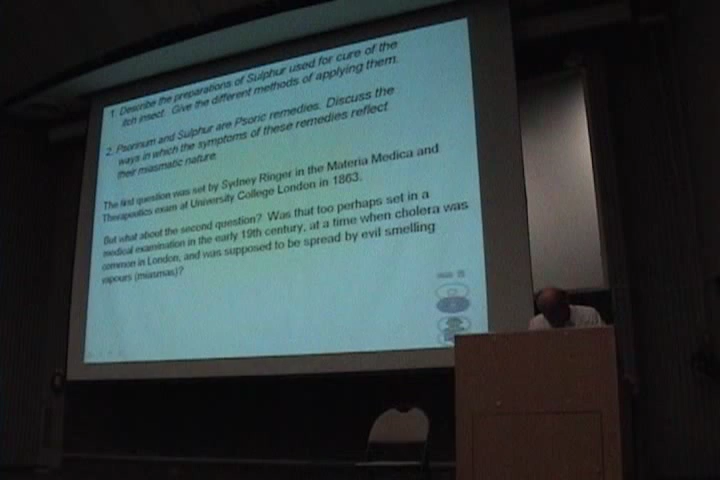 1. Describe the preparations of Sulphur used for cure of the
itch insect. Give the different methods of applying them.
2. Psorinum and Sulphur are Psoric remedies. Discuss the
ways in which the symptoms of these remedies reflect
their miasmatic nature.
The first question was set by Sydney Ringer in the Materia Medica and
Therapeutics exam at University College London in 1863.
But what about the second question? Was that too perhaps set in a
medical examination in the early 19th century, at a time when cholera was
common in London, and was supposed to be spread by evil smelling
vapours (miasmas)?